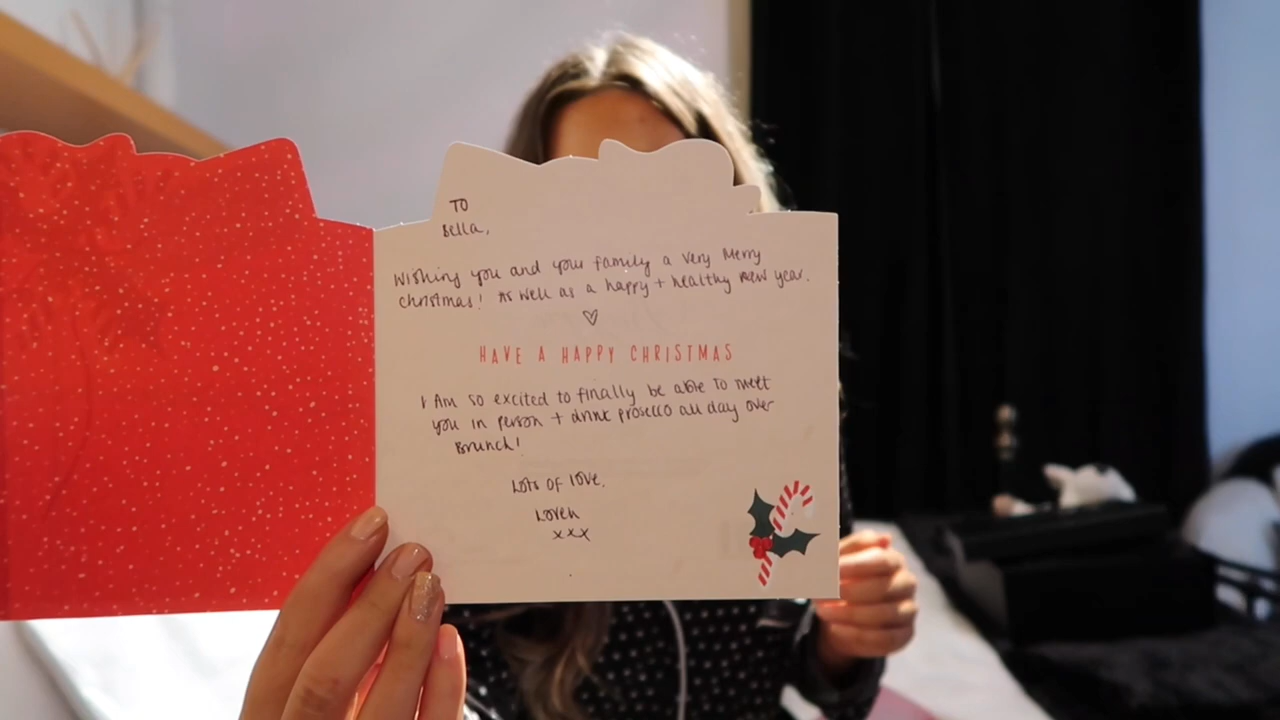 TO
Bella,
Wishing you and your family a very Merry
christmas! As well as a happy + healthy New year.
♡
HAVE A HAPPY CHRISTMAS
I Am so excited to finally be able to meet
you in person + drink prosecco all day over
Brunch!
Lots of love,
xxx